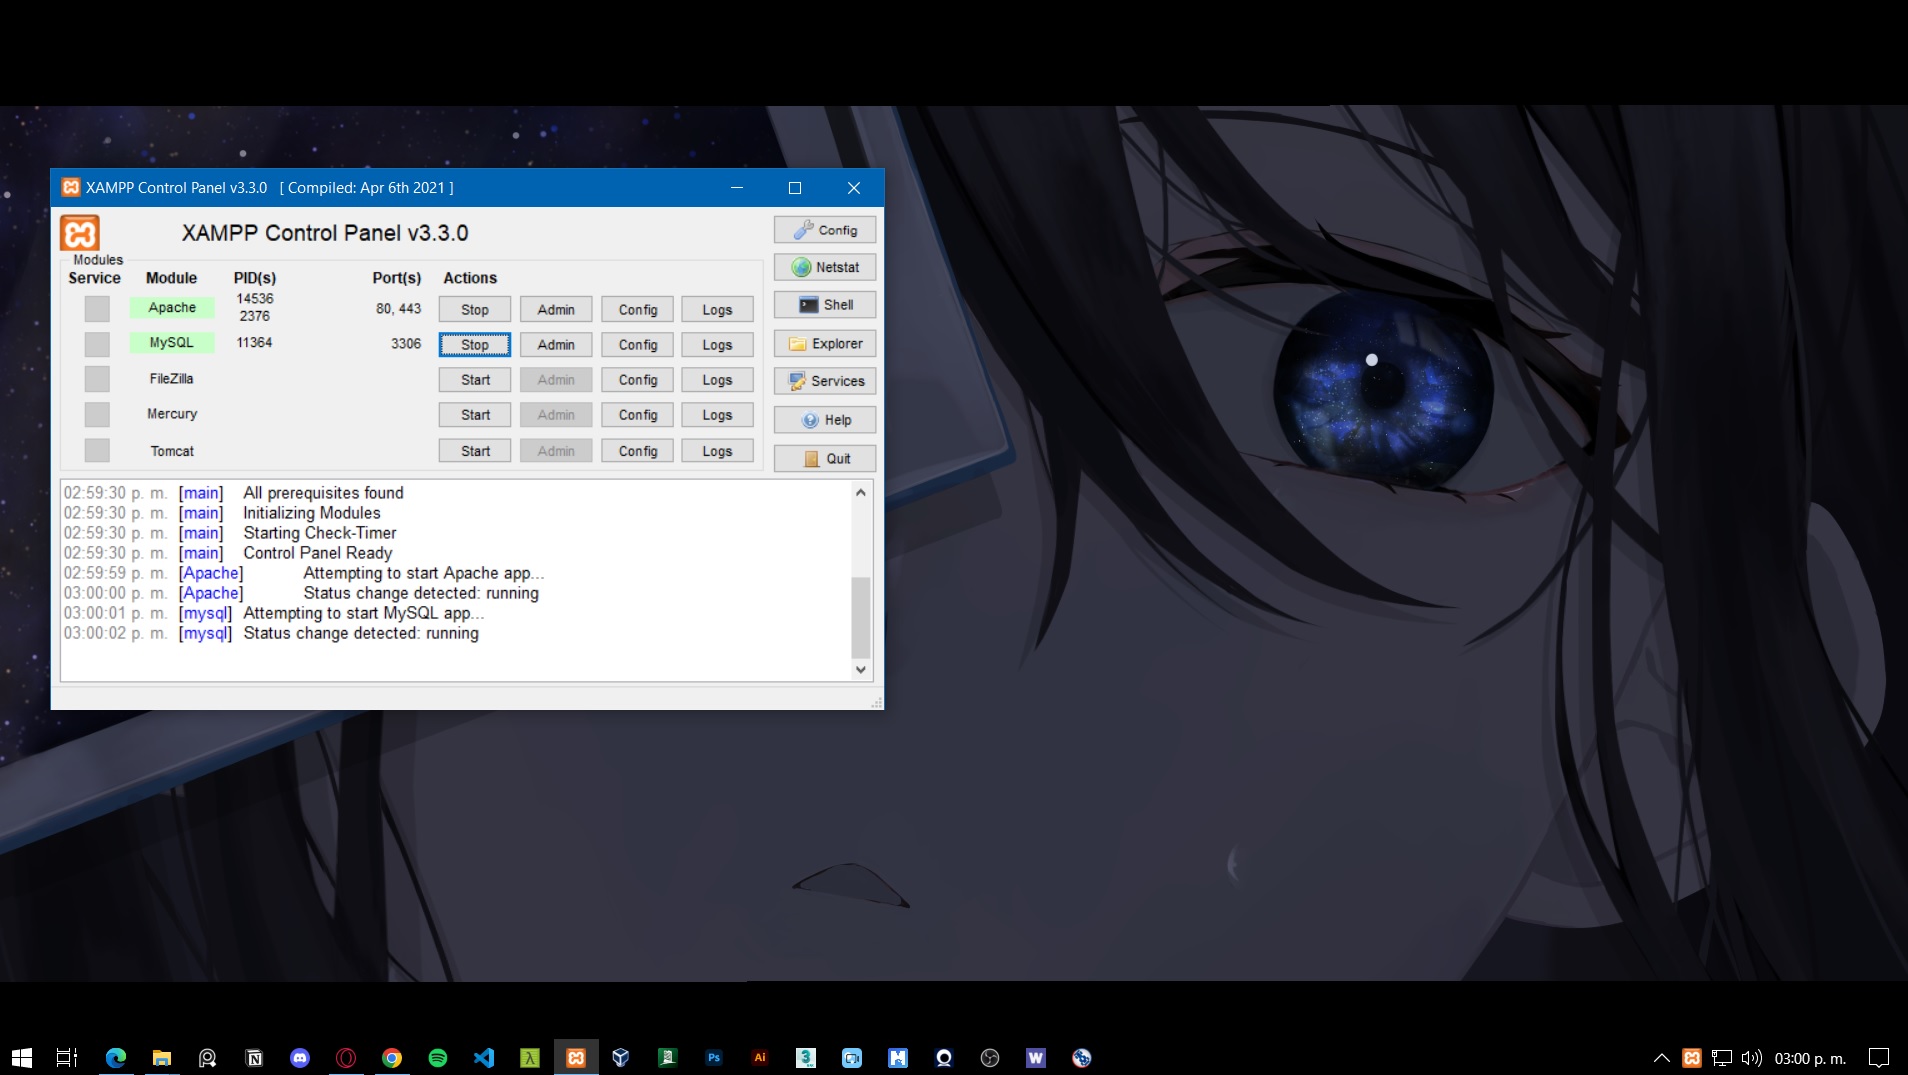 XAMPP Control Panel v3.3.0 [ Compiled: Apr 6th 2021 ]
XAMPP Control Panel v3.3.0
Config
Modules
Netstat
Service Module PID(s) Port(s) Actions
Shell
Apache 14536 2376 80, 443 Stop Admin Config Logs
MySQL 11364 3306 Stop Admin Config Logs
Explorer
FileZilla Start Admin Config Logs
Services
Mercury Start Admin Config Logs
Help
Tomcat Start Admin Config Logs
Quit
02:59:30 p. m. [main] All prerequisites found
02:59:30 p. m. [main] Initializing Modules
02:59:30 p. m. [main] Starting Check-Timer
02:59:30 p. m. [main] Control Panel Ready
02:59:59 p. m. [Apache] Attempting to start Apache app...
03:00:00 p. m. [Apache] Status change detected: running
03:00:01 p. m. [mysql] Attempting to start MySQL app...
03:00:02 p. m. [mysql] Status change detected: running
Ps Ai 3 W 03:00 p. m.